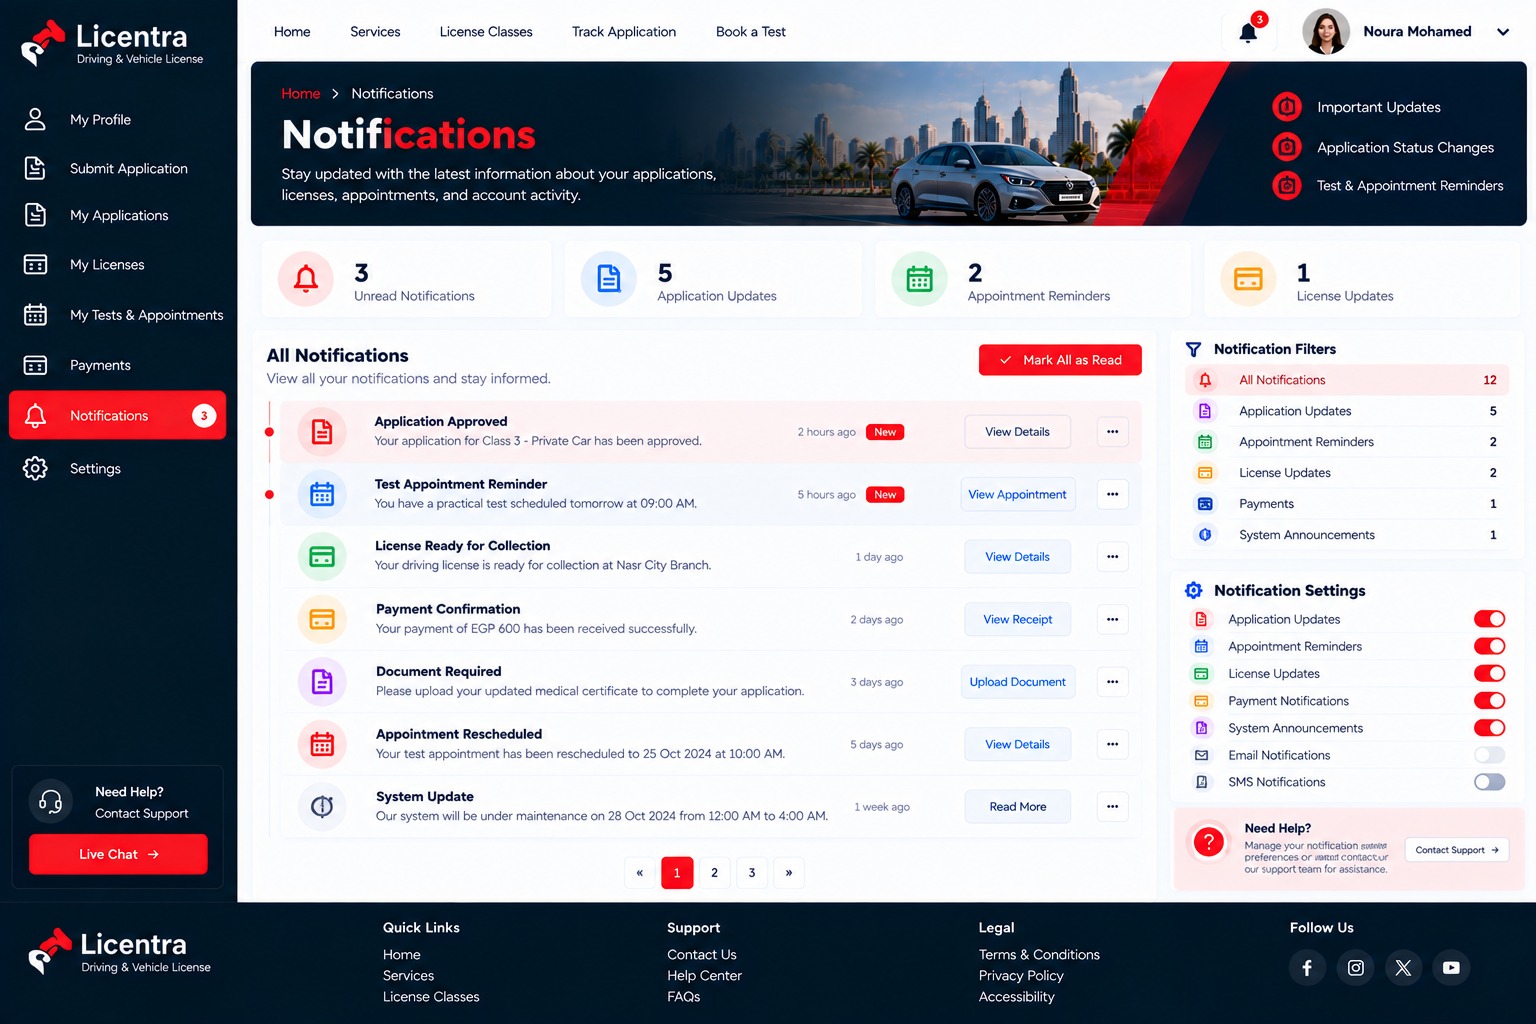 Licentra
Driving & Vehicle License
My Profile
Submit Application
My Applications
My Licenses
My Tests & Appointments
Payments
Notifications 3
Settings
Need Help?
Contact Support
Live Chat →
Home Services License Classes Track Application Book a Test
3
Noura Mohamed
Home > Notifications
Notifications
Stay updated with the latest information about your applications,
licenses, appointments, and account activity.
Important Updates
Application Status Changes
Test & Appointment Reminders
3
Unread Notifications
5
Application Updates
2
Appointment Reminders
1
License Updates
All Notifications
View all your notifications and stay informed.
Mark All as Read
Application Approved
Your application for Class 3 - Private Car has been approved.
2 hours ago New View Details
Test Appointment Reminder
You have a practical test scheduled tomorrow at 09:00 AM.
5 hours ago New View Appointment
License Ready for Collection
Your driving license is ready for collection at Nasr City Branch.
1 day ago View Details
Payment Confirmation
Your payment of EGP 600 has been received successfully.
2 days ago View Receipt
Document Required
Please upload your updated medical certificate to complete your application.
3 days ago Upload Document
Appointment Rescheduled
Your test appointment has been rescheduled to 25 Oct 2024 at 10:00 AM.
5 days ago View Details
System Update
Our system will be under maintenance on 28 Oct 2024 from 12:00 AM to 4:00 AM.
1 week ago Read More
« 1 2 3 »
Notification Filters
All Notifications 12
Application Updates 5
Appointment Reminders 2
License Updates 2
Payments 1
System Announcements 1
Notification Settings
Application Updates
Appointment Reminders
License Updates
Payment Notifications
System Announcements
Email Notifications
SMS Notifications
Need Help?
Manage your notification
preferences or
our support team for assistance.
Contact Support →
Licentra
Driving & Vehicle License
Quick Links
Home
Services
License Classes
Support
Contact Us
Help Center
FAQs
Legal
Terms & Conditions
Privacy Policy
Accessibility
Follow Us